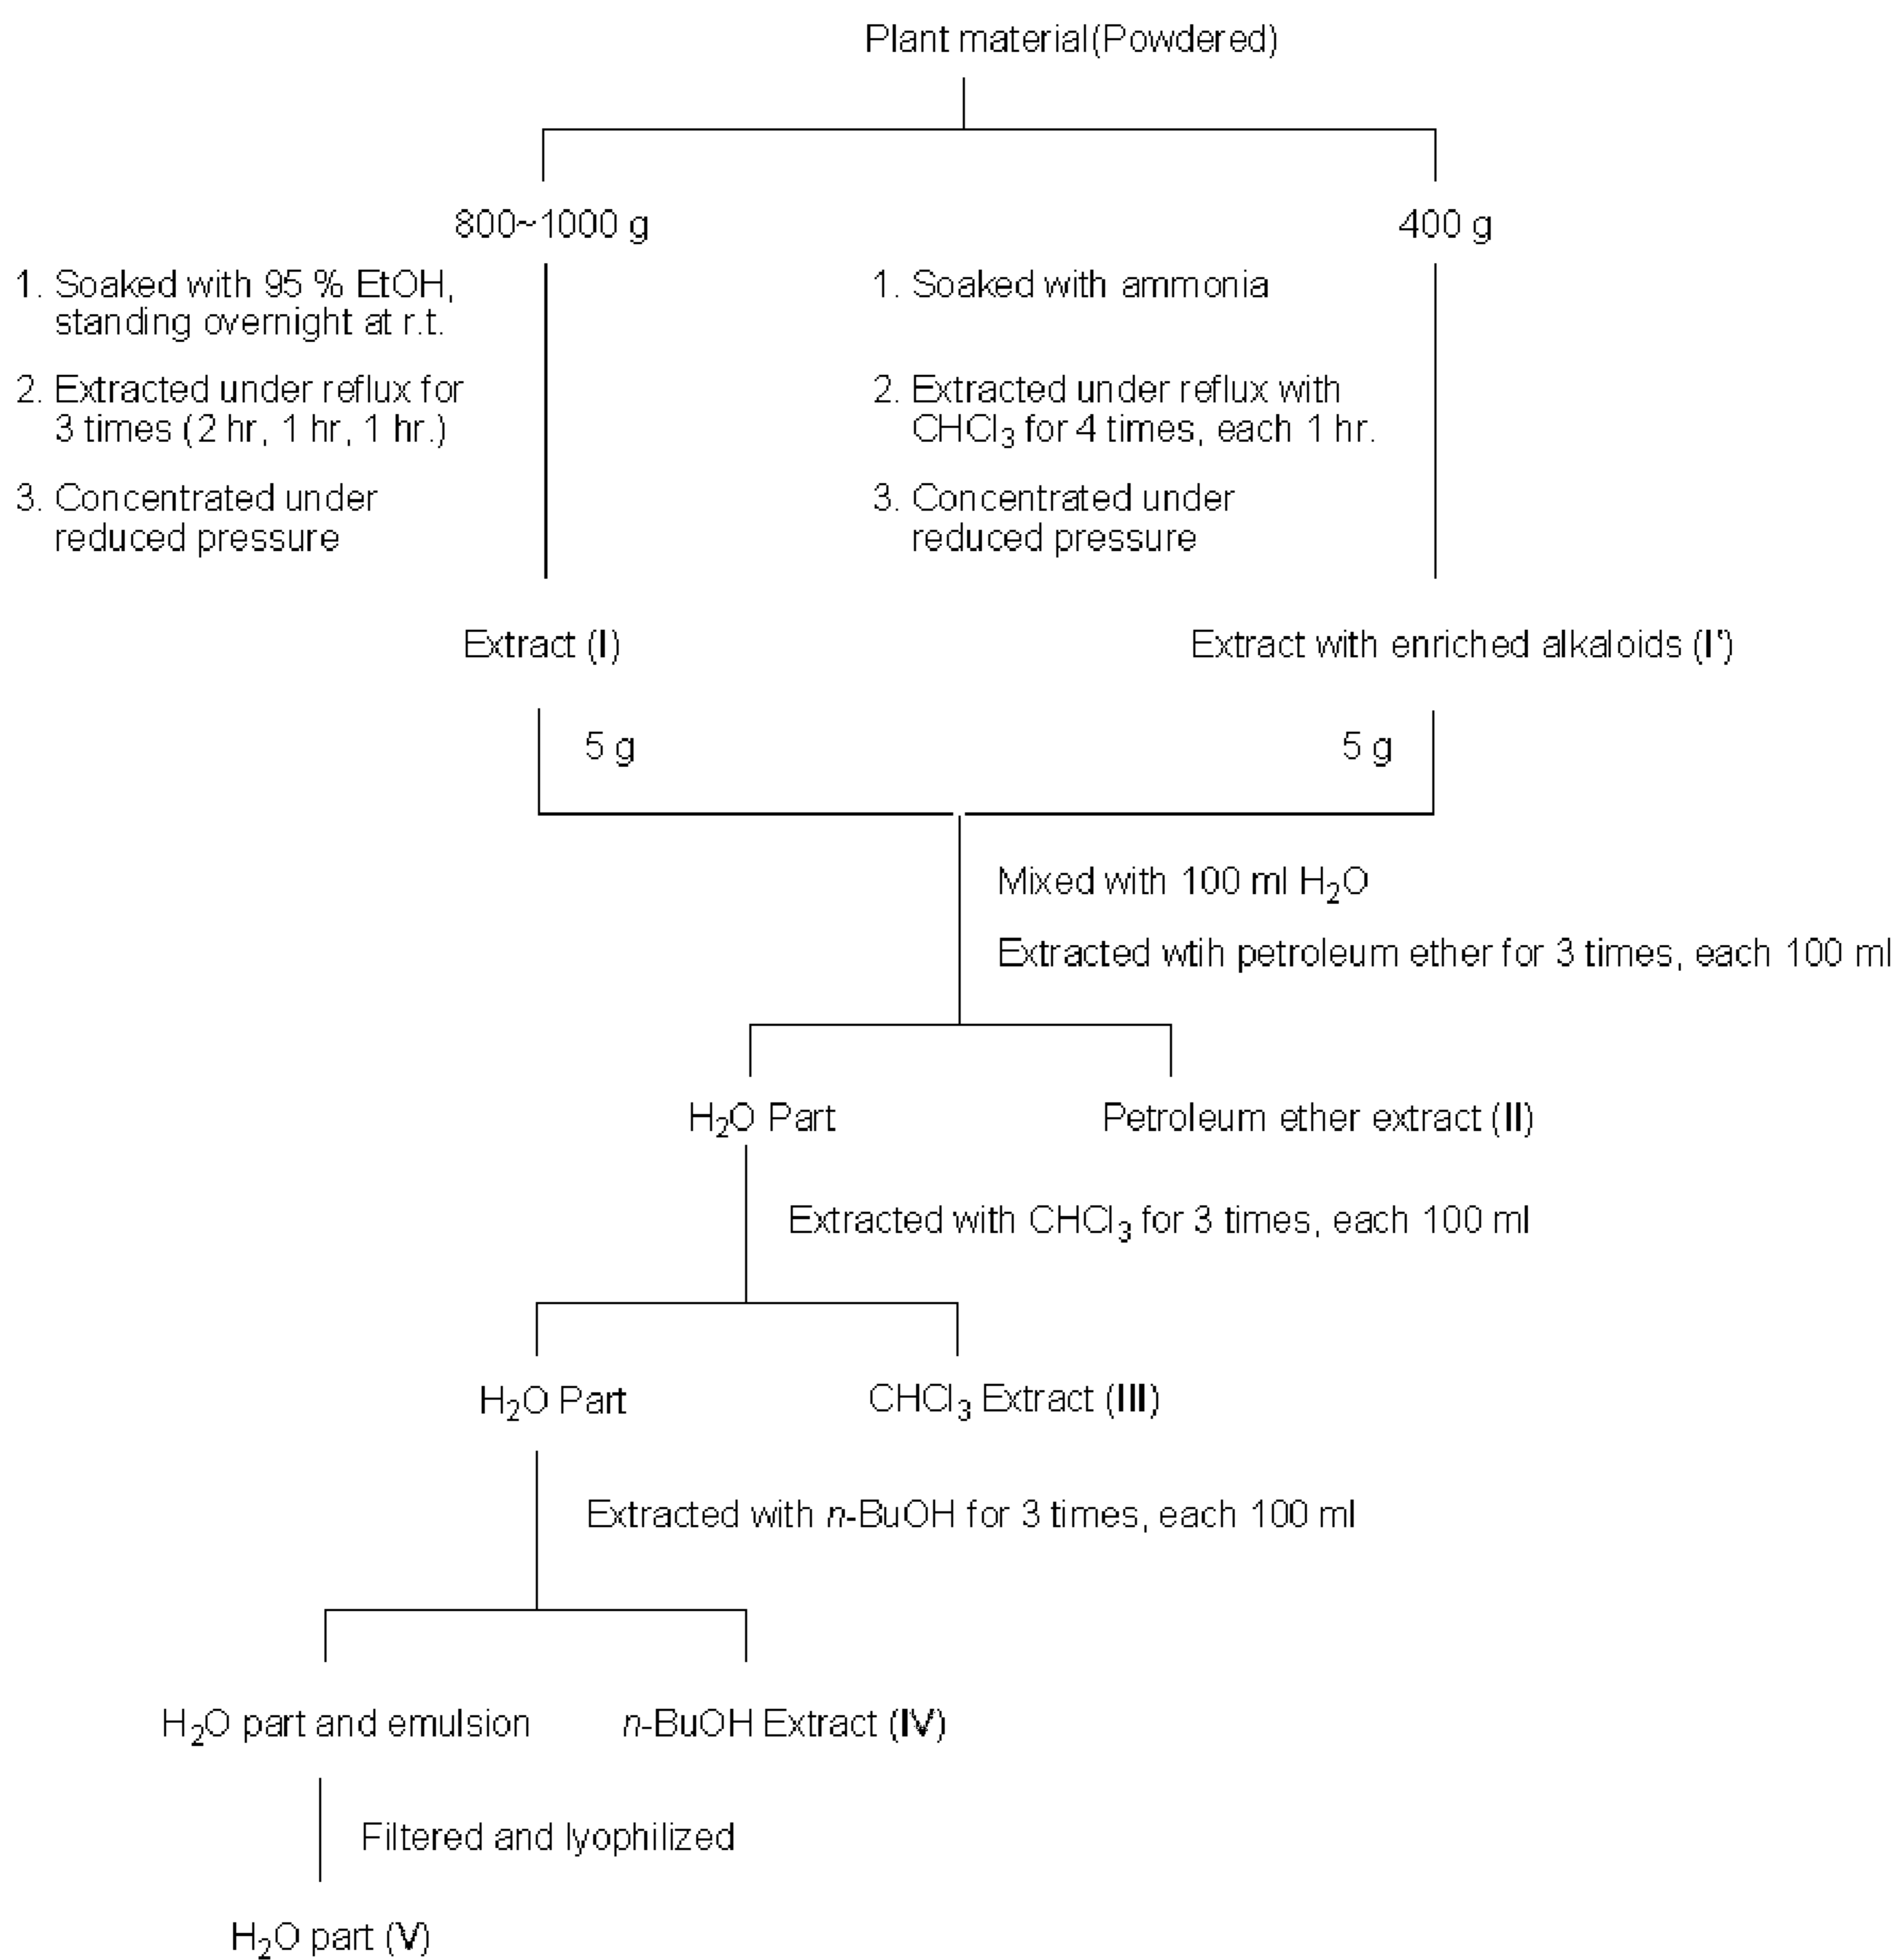 Plant material(Powdered)
800~1000 g
400 g
1. Soaked with 95 % EtOH,
standing overnight at r.t.
2. Extracted under reflux for
3 times (2 hr, 1 hr, 1 hr.)
3. Concentrated under
reduced pressure
1. Soaked with ammonia
2. Extracted under reflux with
CHCl₃ for 4 times, each 1 hr.
3. Concentrated under
reduced pressure
Extract (I)
Extract with enriched alkaloids (I')
5 g
5 g
Mixed with 100 ml H₂O
Extracted wtih petroleum ether for 3 times, each 100 ml
H₂O Part
Petroleum ether extract (II)
Extracted with CHCl₃ for 3 times, each 100 ml
H₂O Part
CHCl₃ Extract (III)
Extracted with n-BuOH for 3 times, each 100 ml
H₂O part and emulsion
n-BuOH Extract (IV)
Filtered and lyophilized
H₂O part (V)